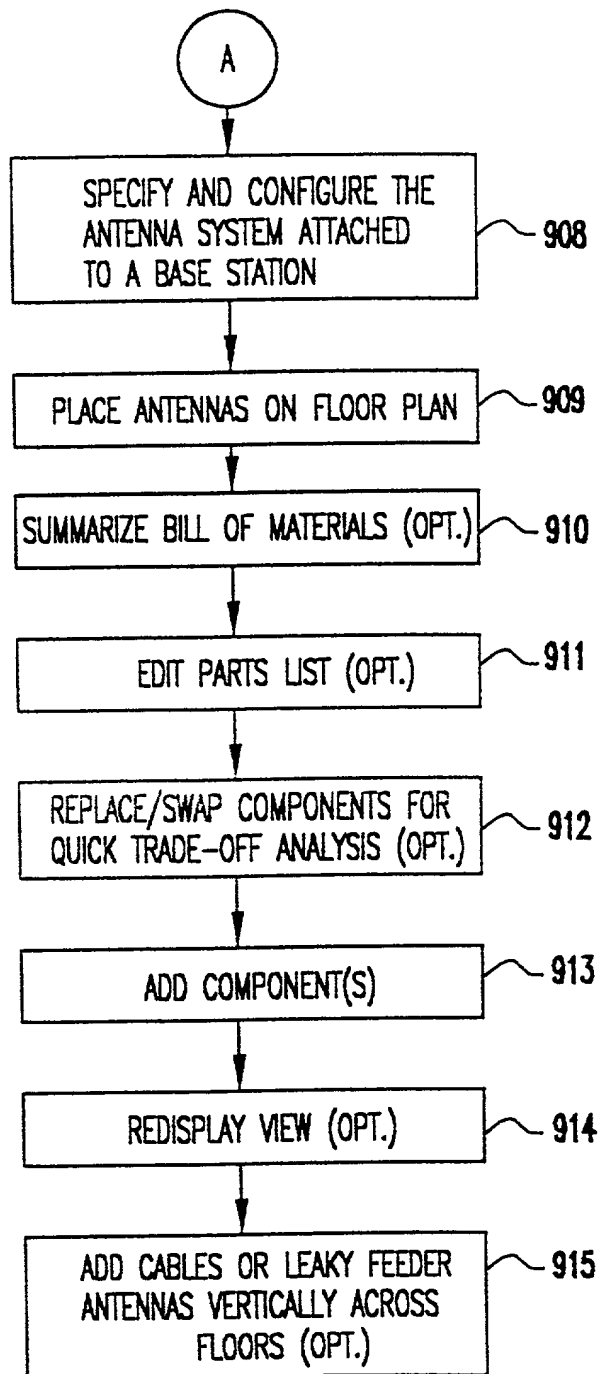 A
SPECIFY AND CONFIGURE THE
ANTENNA SYSTEM ATTACHED
TO A BASE STATION
908
PLACE ANTENNAS ON FLOOR PLAN
909
SUMMARIZE BILL OF MATERIALS (OPT.)
910
EDIT PARTS LIST (OPT.)
911
REPLACE/SWAP COMPONENTS FOR
QUICK TRADE-OFF ANALYSIS (OPT.)
912
ADD COMPONENT(S)
913
REDISPLAY VIEW (OPT.)
914
ADD CABLES OR LEAKY FEEDER
ANTENNAS VERTICALLY ACROSS
FLOORS (OPT.)
915